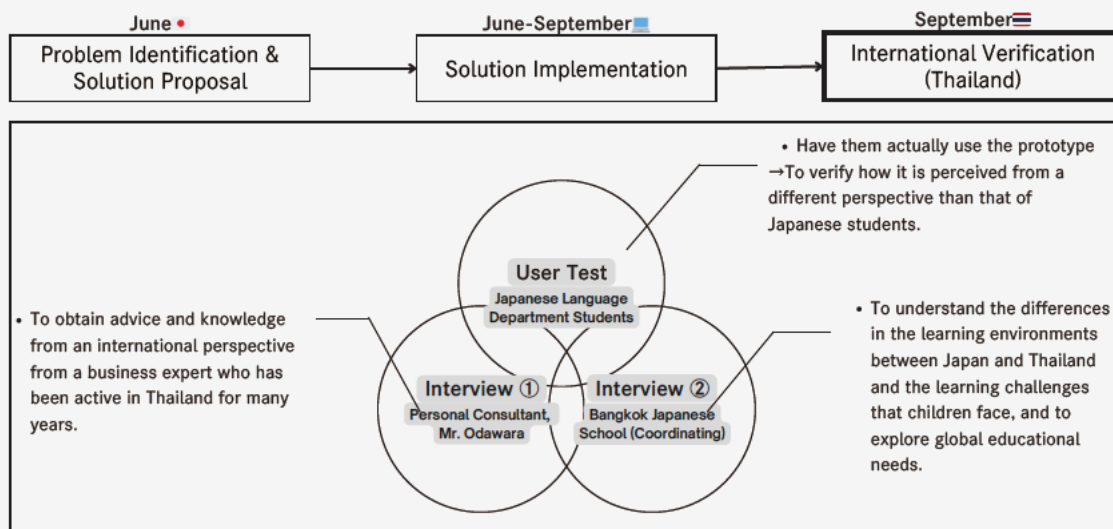 June
Problem Identification &
Solution Proposal
June-September
Solution Implementation
September
International Verification
(Thailand)
• Have them actually use the prototype
→To verify how it is perceived from a
different perspective than that of
Japanese students.
User Test
Japanese Language
Department Students
• To obtain advice and knowledge
from an international perspective
from a business expert who has
been active in Thailand for many
years.
Interview ①
Personal Consultant,
Mr. Odawara
Interview ②
Bangkok Japanese
School (Coordinating)
• To understand the differences
in the learning environments
between Japan and Thailand
and the learning challenges
that children face, and to
explore global educational
needs.